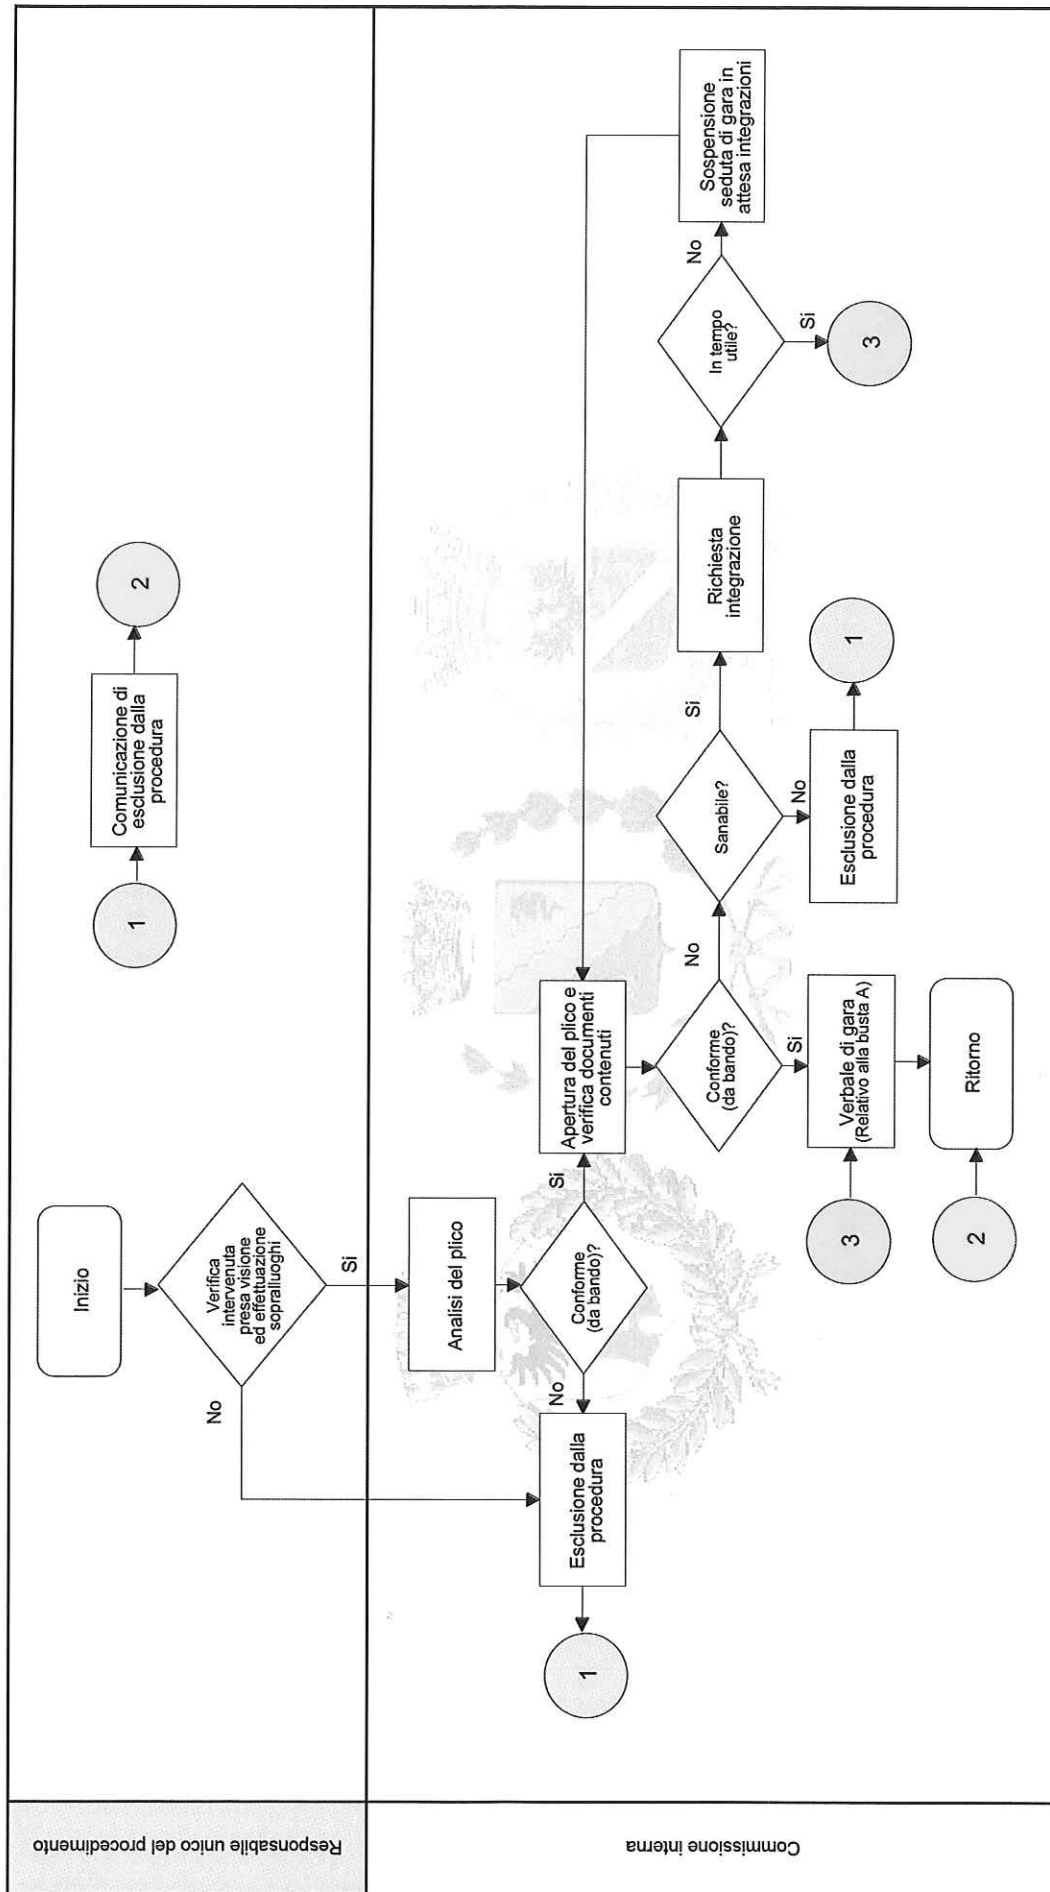 Responsabile unico del procedimento
Inizio
Verifica
intervenuta
presa visione
ed effettuazione
sopralluoghi
No
Si
1
Comunicazione di
esclusione dalla
procedura
2
Commissione interna
Analisi del plico
Conforme
(da bando)?
No
Si
Esclusione dalla
procedura
1
Apertura del plico e
verifica documenti
contenuti
Conforme
(da bando)?
No
Si
Sanabile?
Si
No
Esclusione dalla
procedura
1
Richiesta
integrazione
In tempo
utile?
No
Si
3
Sospensione
seduta di gara in
attesa integrazioni
3
Verbale di gara
(Relativo alla busta A)
2
Ritorno